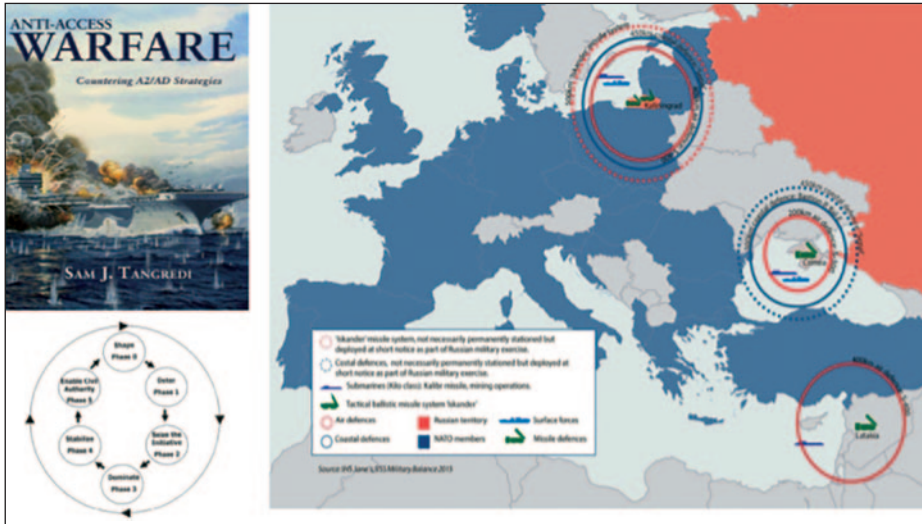 ANTI-ACCESS
WARFARE
Countering A2/AD Strategies
SAM J. TANGREDI
Shape
Phase 0
Deter
Phase 1
Seize the
Initiative
Phase 2
Dominate
Phase 3
Stabilize
Phase 4
Enable Civil
Authority
Phase 5
Kaliningrad
Crimea
Latakia
'Iskander' missile system, not necessarily permanently stationed but
deployed at short notice as part of Russian military exercise.
Costal defences, not necessarily permanently stationed but deployed at
short notice as part of Russian military exercise.
Submarines (Kilo class): Kalibr missile, mining operations.
Tactical ballistic missile system 'Iskander'
Air defences
Russian territory
Surface forces
Coastal defences
NATO members
Missile defences
Source: IHS Jane's, IISS Military Balance 2015